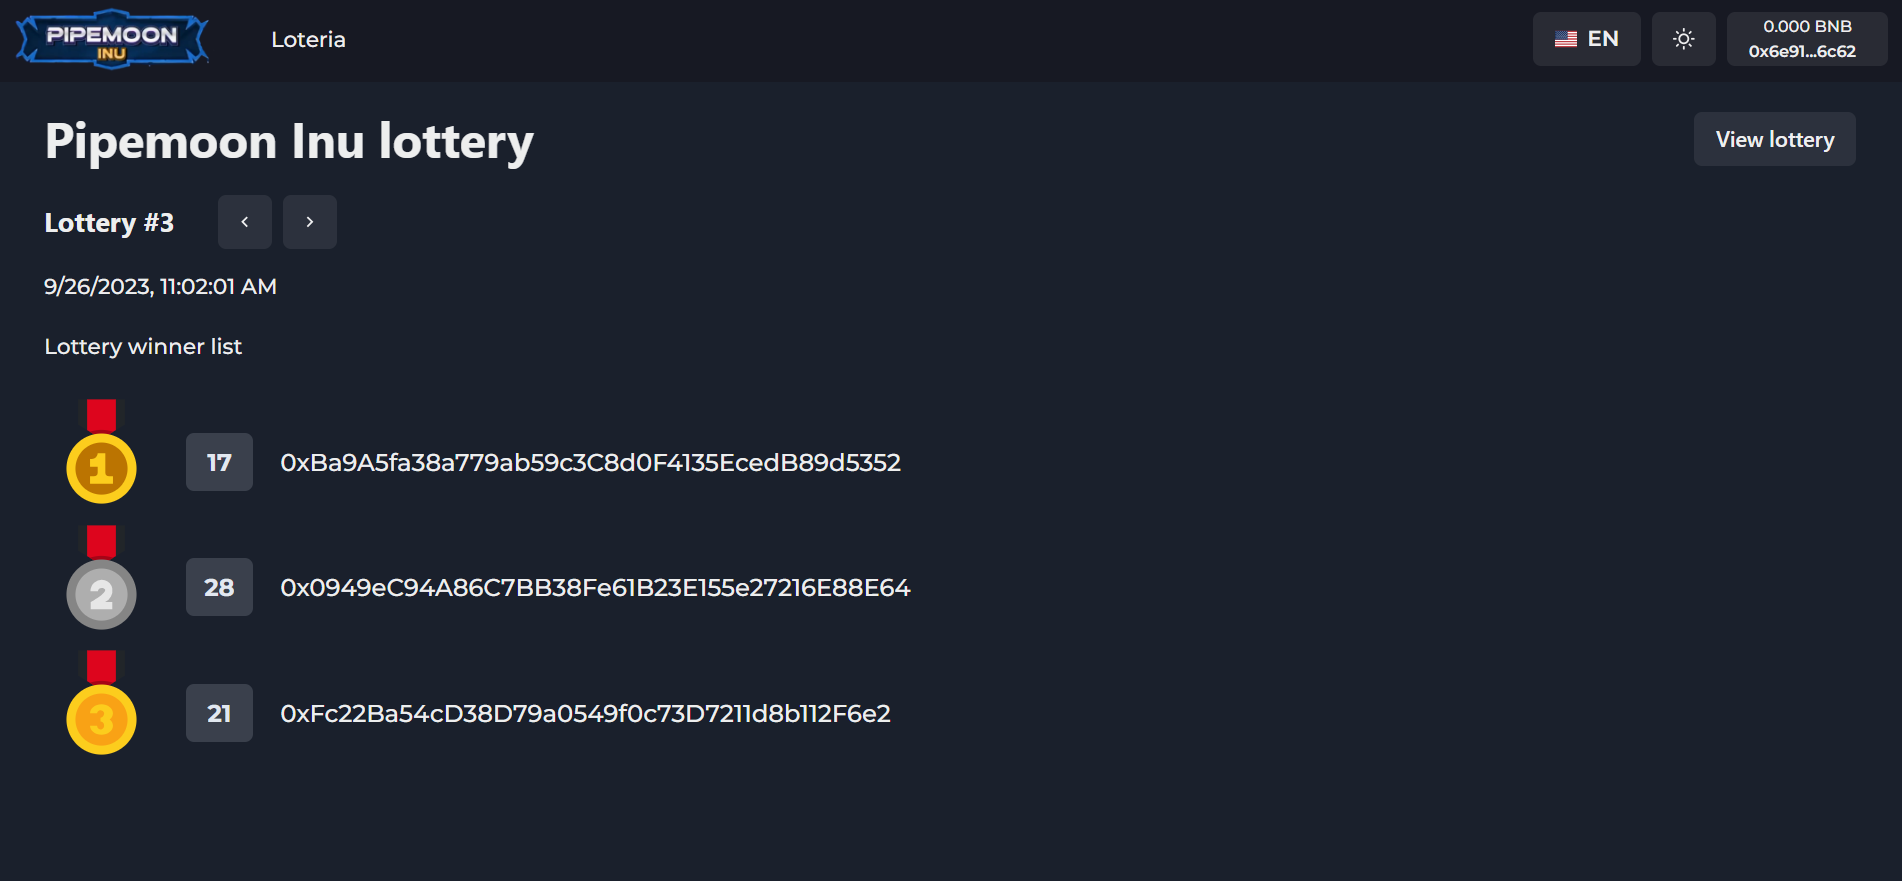 PIPEMOON
INU
Loteria
EN
0.000 BNB
0x6e91...6c62
Pipemoon Inu lottery
View lottery
Lottery #3
9/26/2023, 11:02:01 AM
Lottery winner list
1
17
0xBa9A5fa38a779ab59c3C8d0F4135EcedB89d5352
2
28
0x0949eC94A86C7BB38Fe61B23E155e27216E88E64
3
21
0xFc22Ba54cD38D79a0549f0c73D7211d8b112F6e2